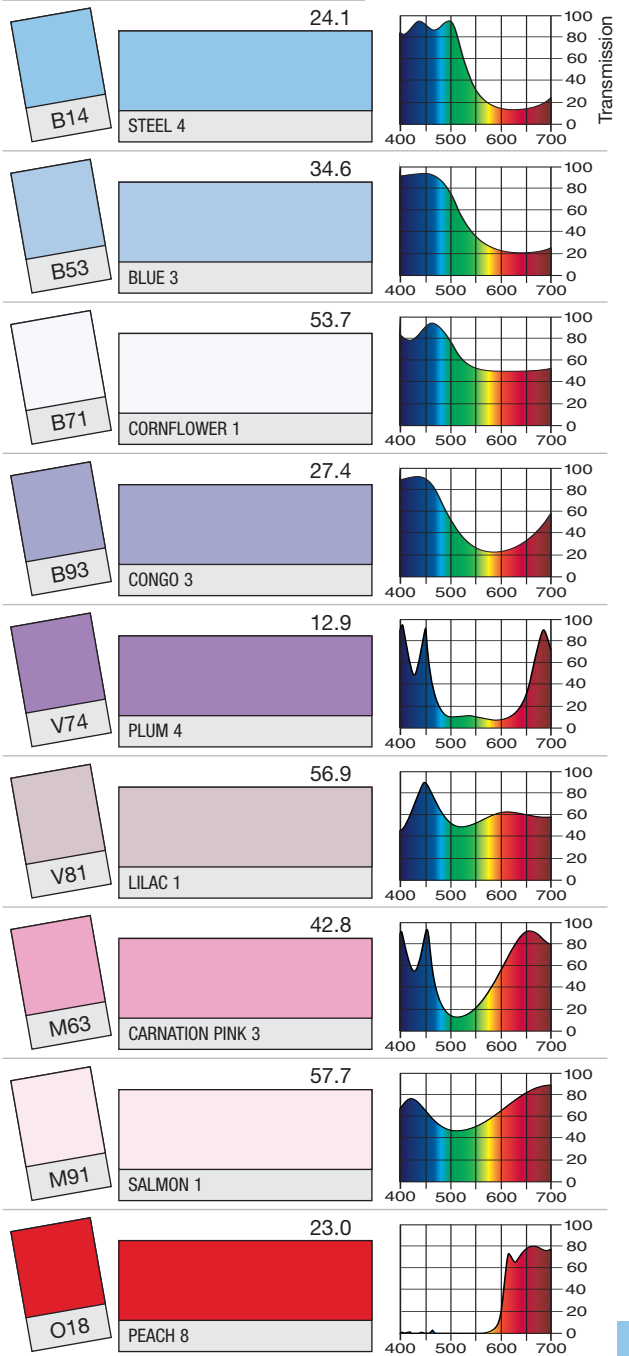 24.1
B14
STEEL 4
100
80
60
40
20
0
Transmission
400 500 600 700
34.6
B53
BLUE 3
100
80
60
40
20
0
400 500 600 700
53.7
B71
CORNFLOWER 1
100
80
60
40
20
0
400 500 600 700
27.4
B93
CONGO 3
100
80
60
40
20
0
400 500 600 700
12.9
V74
PLUM 4
100
80
60
40
20
0
400 500 600 700
56.9
V81
LILAC 1
100
80
60
40
20
0
400 500 600 700
42.8
M63
CARNATION PINK 3
100
80
60
40
20
0
400 500 600 700
57.7
M91
SALMON 1
100
80
60
40
20
0
400 500 600 700
23.0
O18
PEACH 8
100
80
60
40
20
0
400 500 600 700